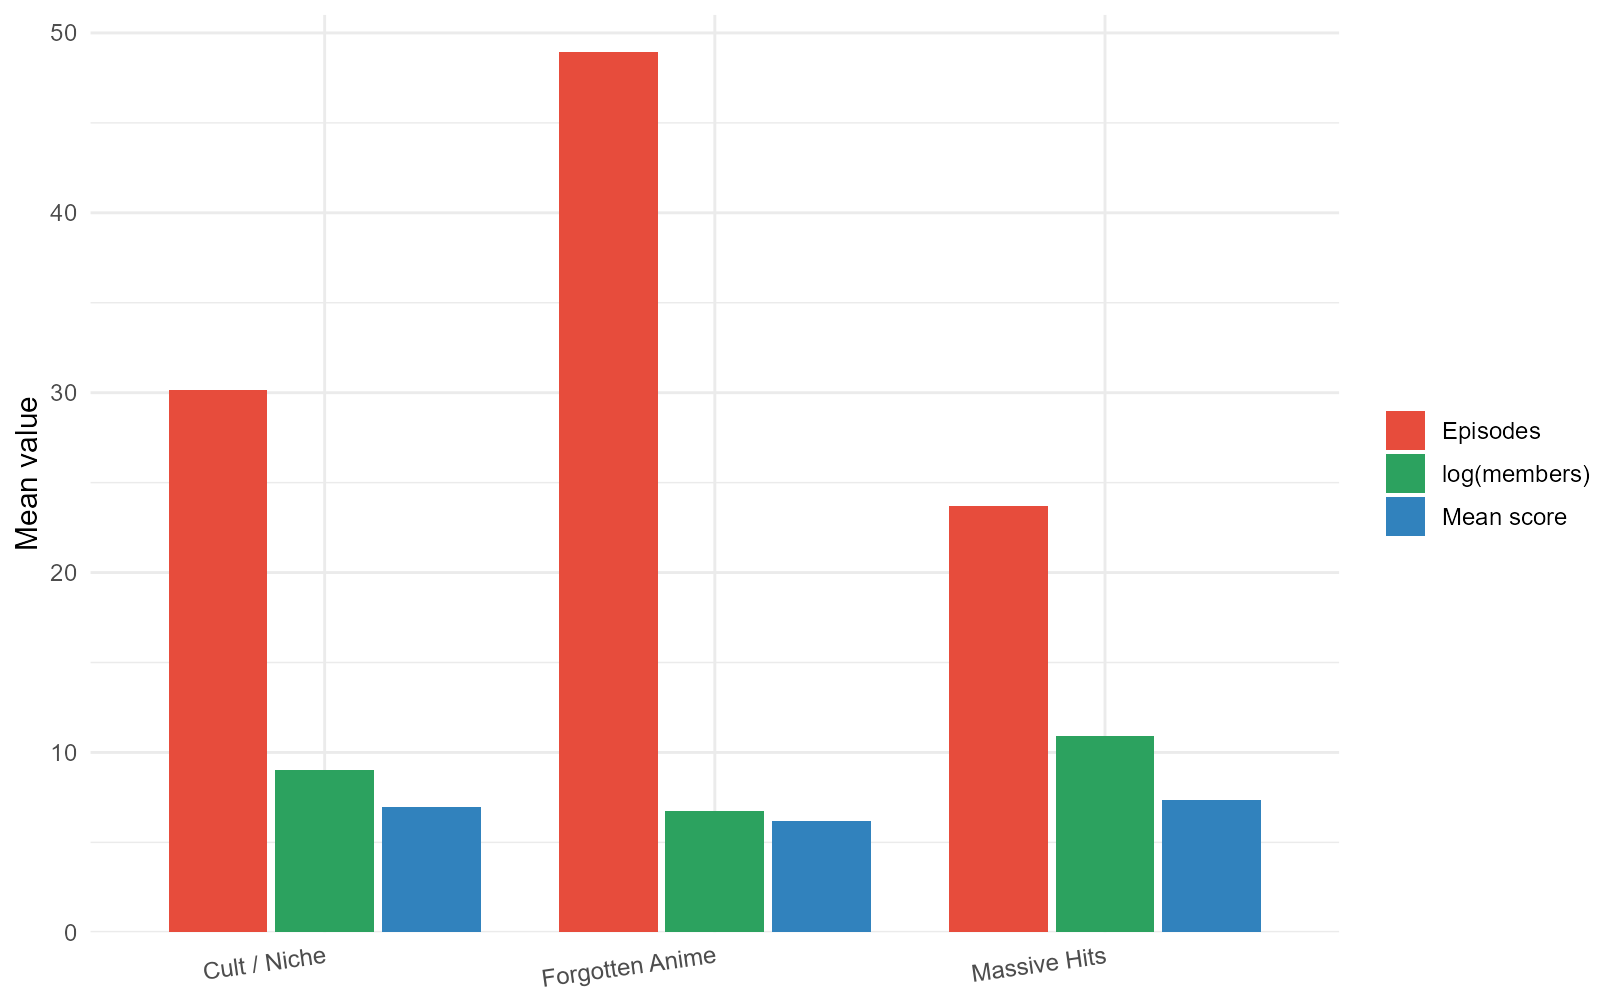 50
40
30
20
10
0
Mean value
Cult / Niche
Forgotten Anime
Massive Hits
Episodes
log(members)
Mean score